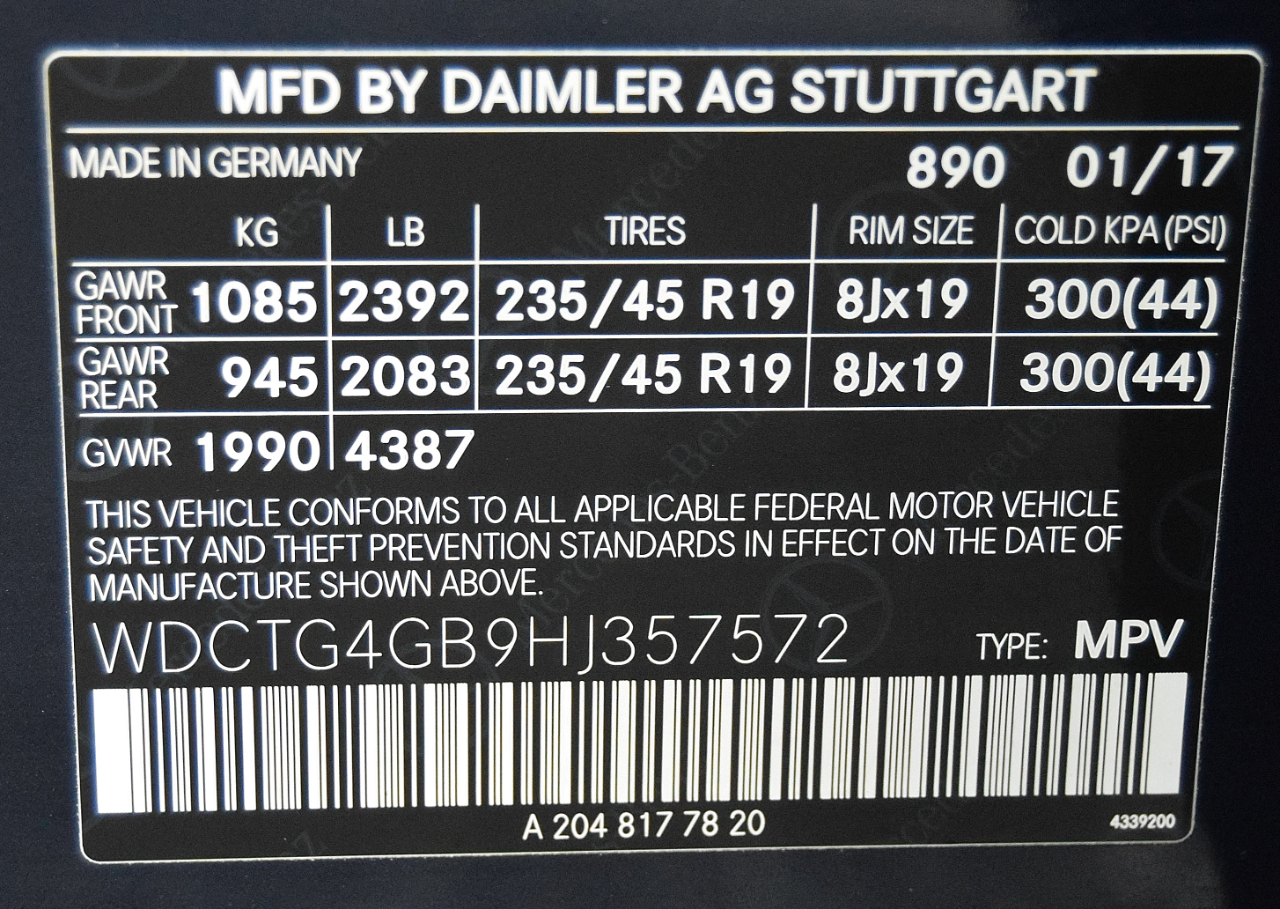 MFD BY DAIMLER AG STUTTGART
MADE IN GERMANY 890 01/17
KG LB TIRES RIM SIZE COLD KPA (PSI)
GAWR FRONT 1085 2392 235/45 R19 8Jx19 300(44)
GAWR REAR 945 2083 235/45 R19 8Jx19 300(44)
GVWR 1990 4387
THIS VEHICLE CONFORMS TO ALL APPLICABLE FEDERAL MOTOR VEHICLE
SAFETY AND THEFT PREVENTION STANDARDS IN EFFECT ON THE DATE OF
MANUFACTURE SHOWN ABOVE.
WDCTG4GB9HJ357572 TYPE: MPV
A 204 817 78 20 4339200